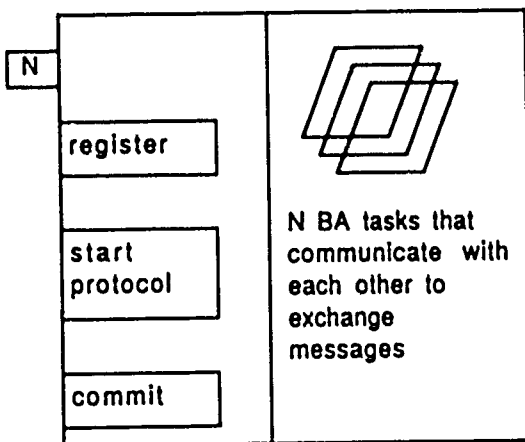 N
register
start
protocol
commit
N BA tasks that
communicate with
each other to
exchange
messages